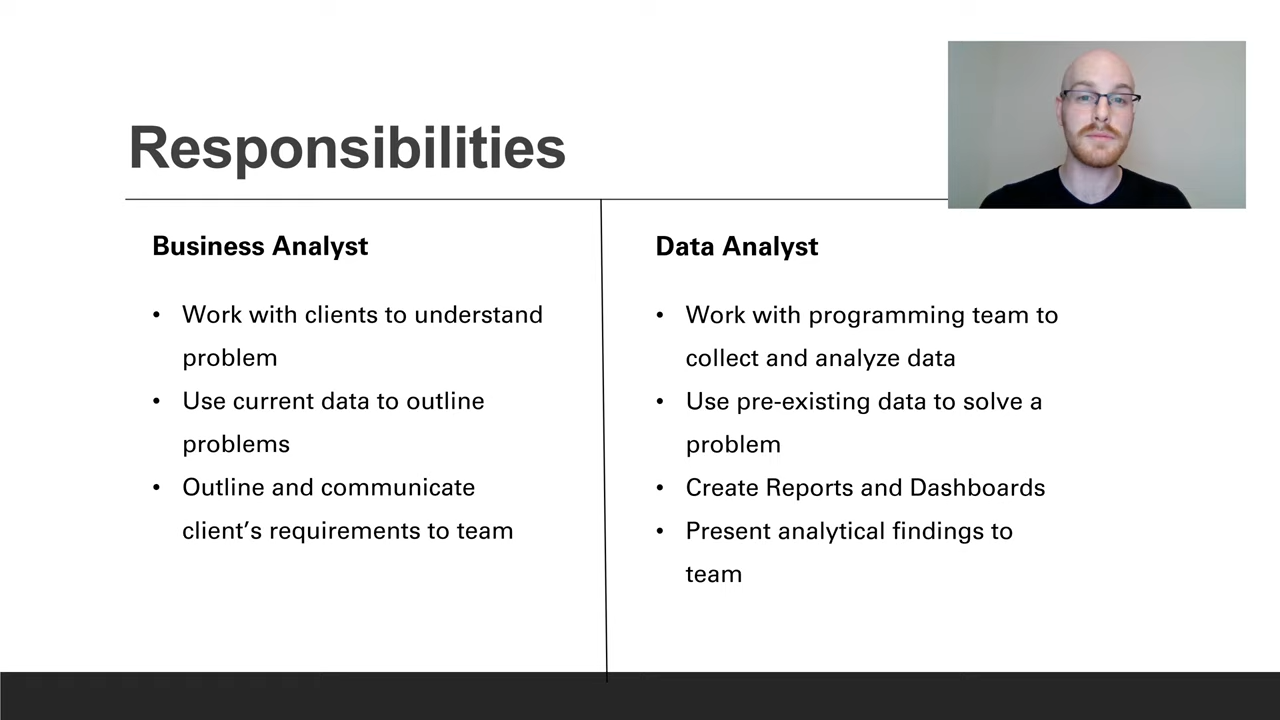 Responsibilities
Business Analyst
• Work with clients to understand
problem
• Use current data to outline
problems
• Outline and communicate
client’s requirements to team
Data Analyst
• Work with programming team to
collect and analyze data
• Use pre-existing data to solve a
problem
• Create Reports and Dashboards
• Present analytical findings to
team